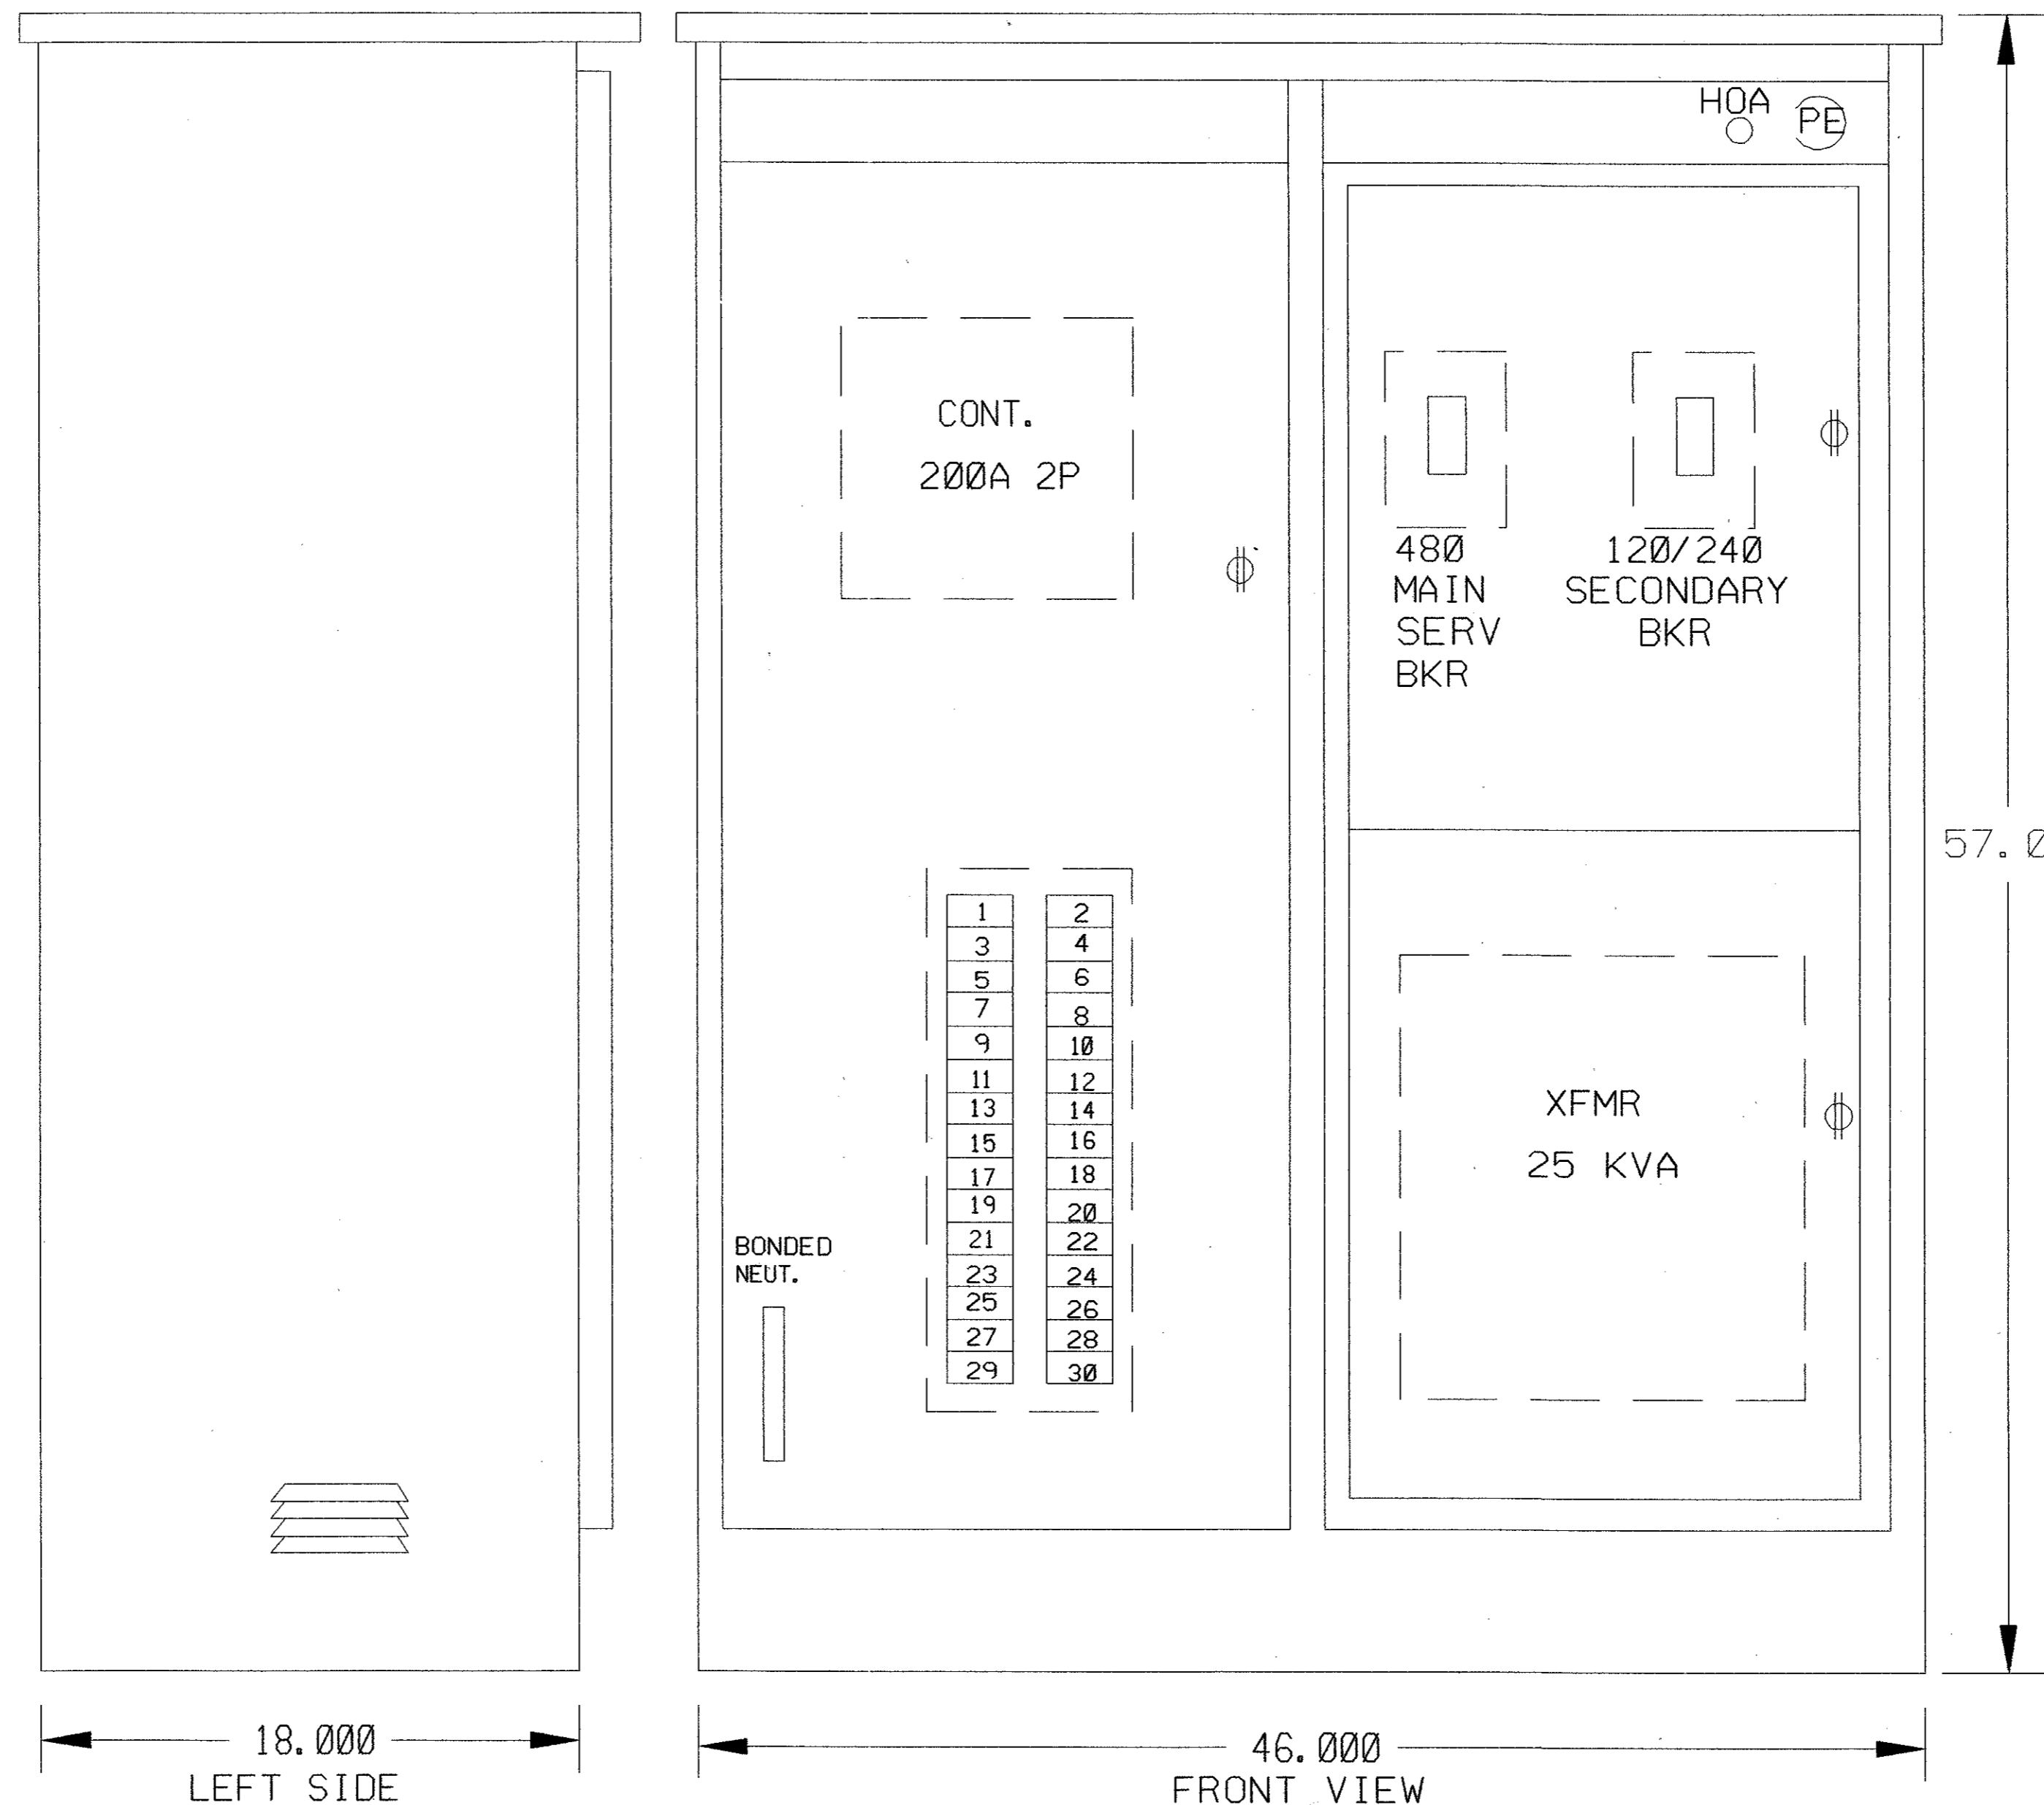 HOA
PE
CONT.
200A 2P
480
MAIN
SERV
BKR
120/240
SECONDARY
BKR
57.0
1 2
3 4
5 6
7 8
9 10
11 12
13 14
15 16
17 18
19 20
21 22
23 24
25 26
27 28
29 30
XFMR
25 KVA
BONDED
NEUT.
18.000
LEFT SIDE
46.000
FRONT VIEW